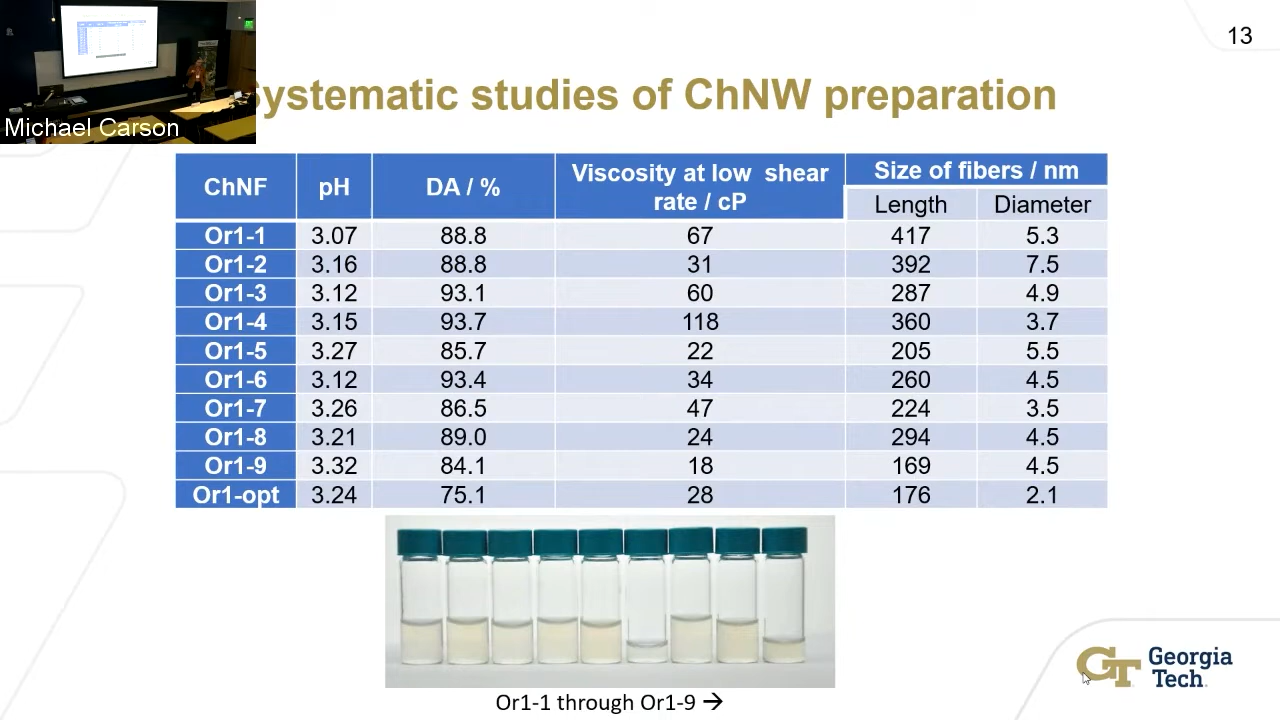 13
Michael Carson
ystematic studies of ChNW preparation
ChNF pH DA / % Viscosity at low shear rate / cP Size of fibers / nm
Length Diameter
Or1-1 3.07 88.8 67 417 5.3
Or1-2 3.16 88.8 31 392 7.5
Or1-3 3.12 93.1 60 287 4.9
Or1-4 3.15 93.7 118 360 3.7
Or1-5 3.27 85.7 22 205 5.5
Or1-6 3.12 93.4 34 260 4.5
Or1-7 3.26 86.5 47 224 3.5
Or1-8 3.21 89.0 24 294 4.5
Or1-9 3.32 84.1 18 169 4.5
Or1-opt 3.24 75.1 28 176 2.1
Or1-1 through Or1-9 →
GT Georgia
Tech